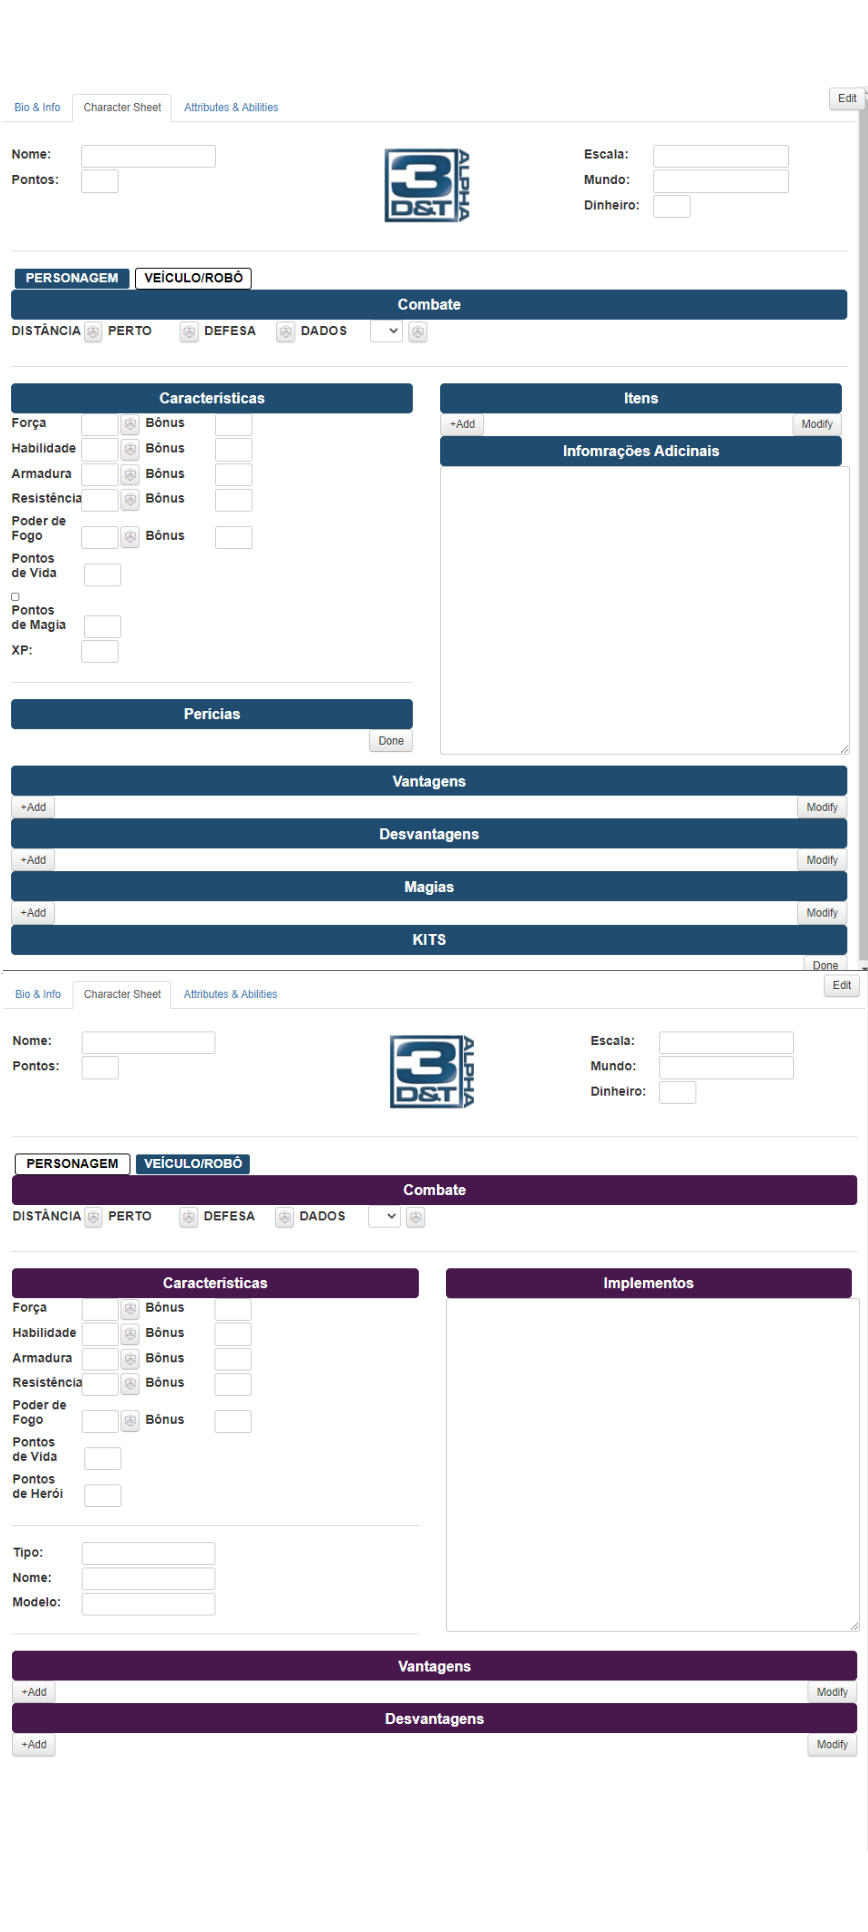 Bio & Info Character Sheet Attributes & Abilities Edit
Nome: Escala:
Pontos: Mundo:
Dinheiro:
3
D&T
ALPHA
PERSONAGEM VEÍCULO/ROBÔ
Combate
DISTÂNCIA PERTO DEFESA DADOS
Características
Força Bônus
Habilidade Bônus
Armadura Bônus
Resistência Bônus
Poder de
Fogo Bônus
Pontos
de Vida
Pontos
de Magia
XP:
Perícias
Done
Itens
+Add Modify
Infomrações Adicinais
Vantagens
+Add Modify
Desvantagens
+Add Modify
Magias
+Add Modify
KITS
Done
Bio & Info Character Sheet Attributes & Abilities Edit
Nome: Escala:
Pontos: Mundo:
Dinheiro:
3
D&T
ALPHA
PERSONAGEM VEÍCULO/ROBÔ
Combate
DISTÂNCIA PERTO DEFESA DADOS
Características
Força Bônus
Habilidade Bônus
Armadura Bônus
Resistência Bônus
Poder de
Fogo Bônus
Pontos
de Vida
Pontos
de Herói
Tipo:
Nome:
Modelo:
Implementos
Vantagens
+Add Modify
Desvantagens
+Add Modify